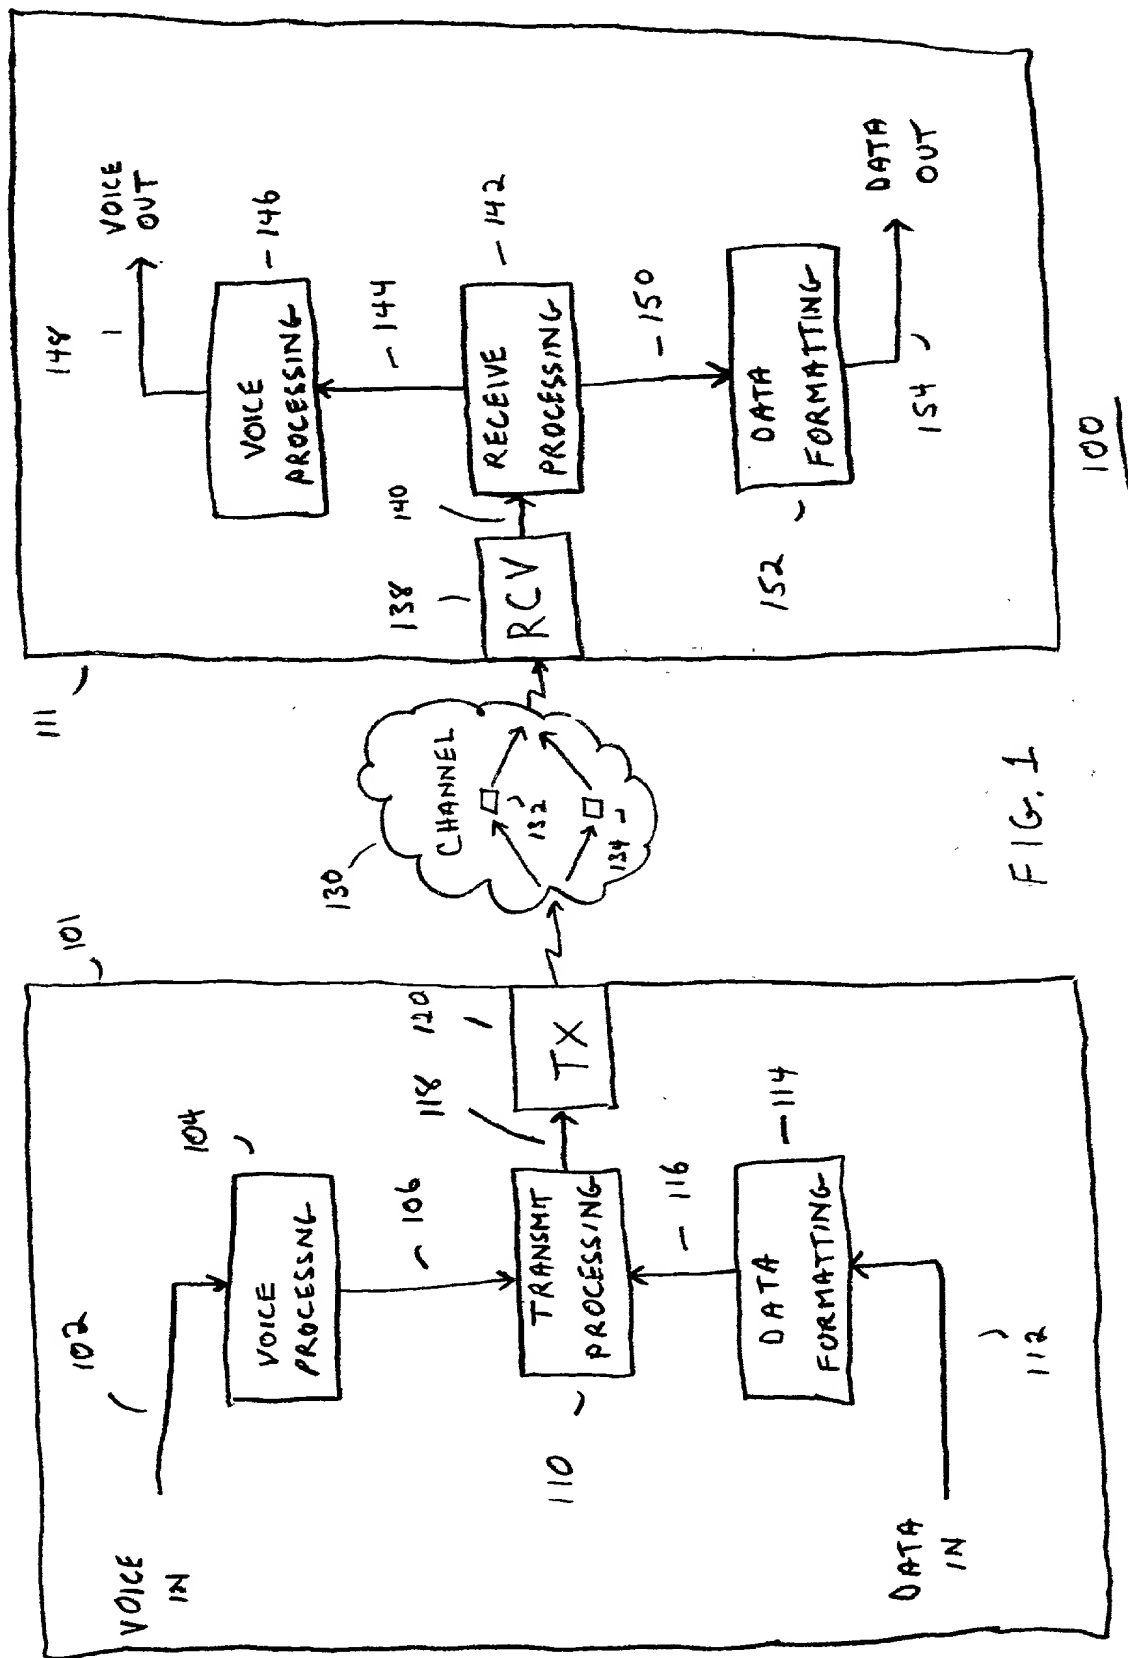 VOICE
IN
102
VOICE
PROCESSNG
104
106
110
TRANSMIT
PROCESSING
118
TX
120
101
116
DATA
FORMATTING
114
DATA
IN
112
130
CHANNEL
132
134
111
138
RCV
140
RECEIVE
PROCESSING
142
144
VOICE
PROCESSING
146
148
VOICE
OUT
150
152
DATA
FORMATTING
154
DATA
OUT
FIG. 1
100